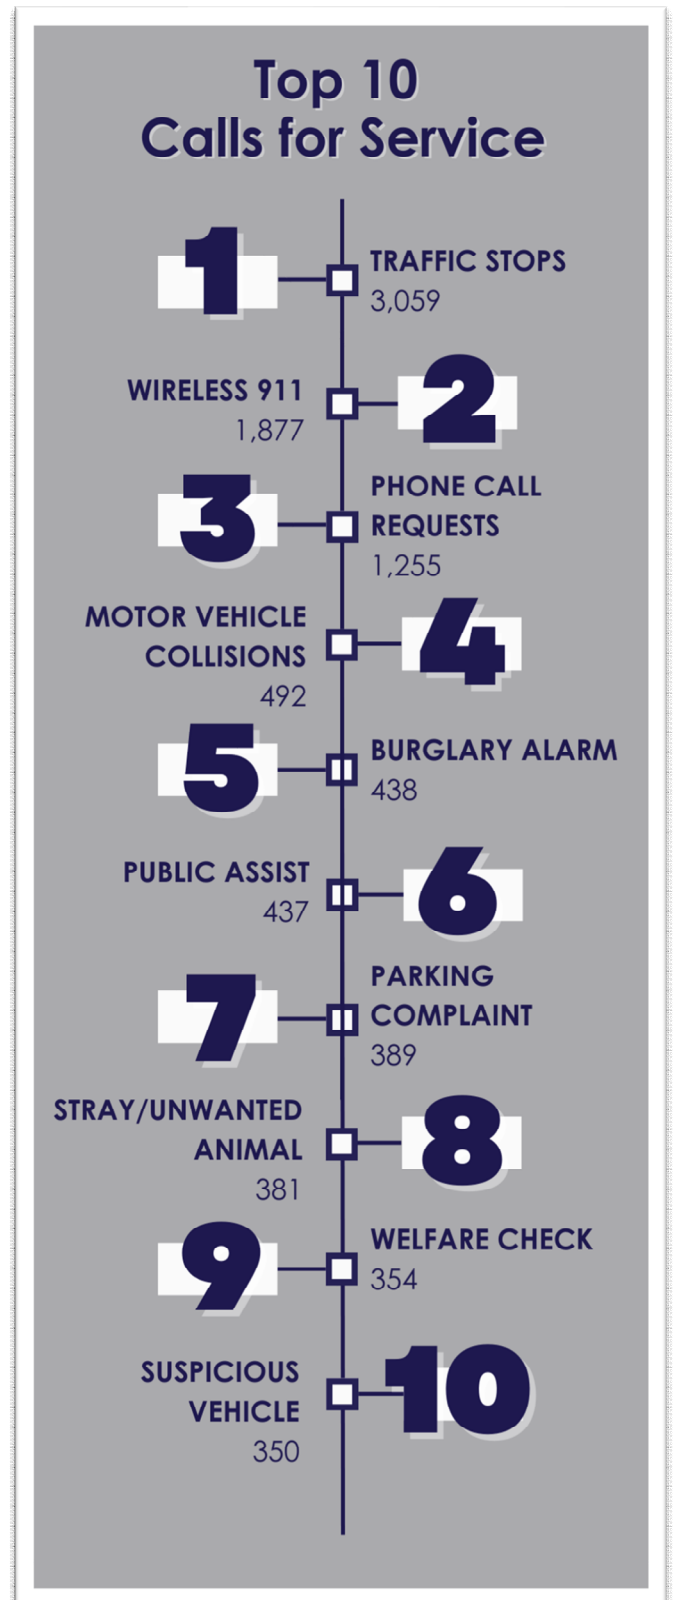 Top 10
Calls for Service
1
TRAFFIC STOPS
3,059
WIRELESS 911
1,877
2
3
PHONE CALL
REQUESTS
1,255
MOTOR VEHICLE
COLLISIONS
492
4
5
BURGLARY ALARM
438
PUBLIC ASSIST
437
6
7
PARKING
COMPLAINT
389
STRAY/UNWANTED
ANIMAL
381
8
9
WELFARE CHECK
354
SUSPICIOUS
VEHICLE
350
10